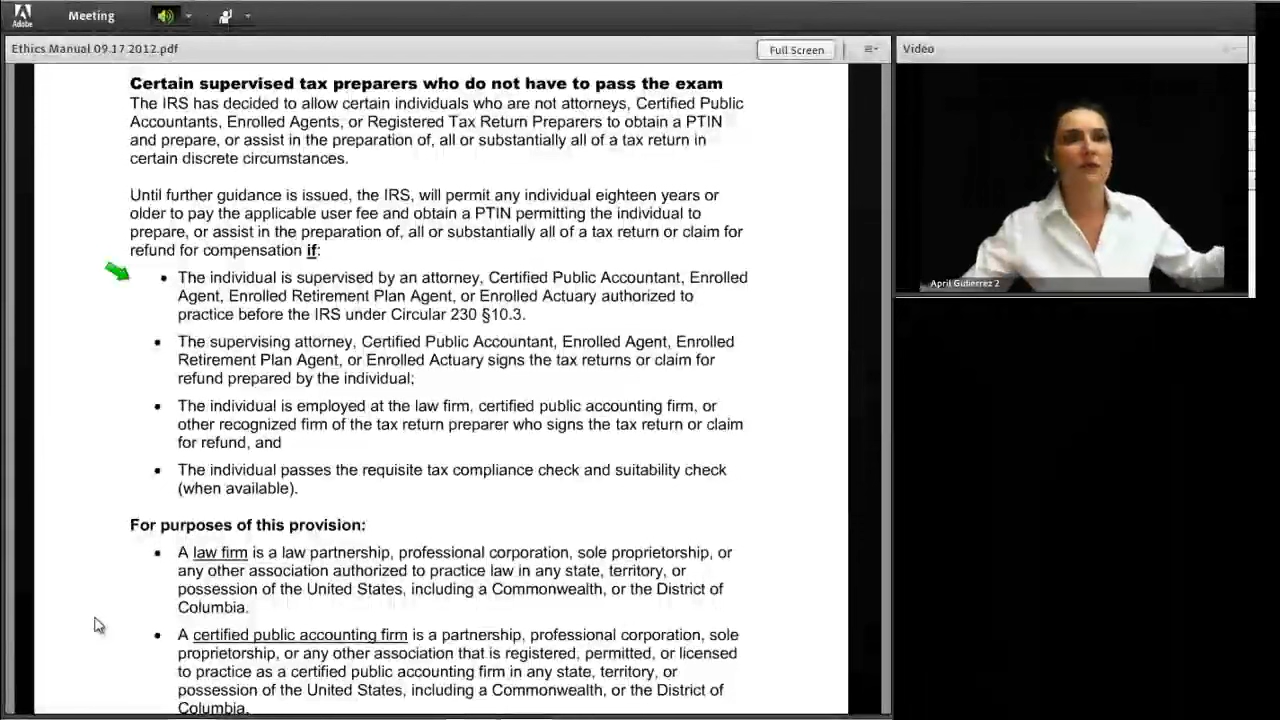 Adobe
Meeting
Ethics Manual 09.17 2012.pdf
Full Screen
Video
Certain supervised tax preparers who do not have to pass the exam
The IRS has decided to allow certain individuals who are not attorneys, Certified Public
Accountants, Enrolled Agents, or Registered Tax Return Preparers to obtain a PTIN
and prepare, or assist in the preparation of, all or substantially all of a tax return in
certain discrete circumstances.
Until further guidance is issued, the IRS, will permit any individual eighteen years or
older to pay the applicable user fee and obtain a PTIN permitting the individual to
prepare, or assist in the preparation of, all or substantially all of a tax return or claim for
refund for compensation if:
• The individual is supervised by an attorney, Certified Public Accountant, Enrolled
Agent, Enrolled Retirement Plan Agent, or Enrolled Actuary authorized to
practice before the IRS under Circular 230 §10.3.
• The supervising attorney, Certified Public Accountant, Enrolled Agent, Enrolled
Retirement Plan Agent, or Enrolled Actuary signs the tax returns or claim for
refund prepared by the individual;
• The individual is employed at the law firm, certified public accounting firm, or
other recognized firm of the tax return preparer who signs the tax return or claim
for refund, and
• The individual passes the requisite tax compliance check and suitability check
(when available).
For purposes of this provision:
• A law firm is a law partnership, professional corporation, sole proprietorship, or
any other association authorized to practice law in any state, territory, or
possession of the United States, including a Commonwealth, or the District of
Columbia.
• A certified public accounting firm is a partnership, professional corporation, sole
proprietorship, or any other association that is registered, permitted, or licensed
to practice as a certified public accounting firm in any state, territory, or
possession of the United States, including a Commonwealth, or the District of
Columbia.
April Gutierrez 2